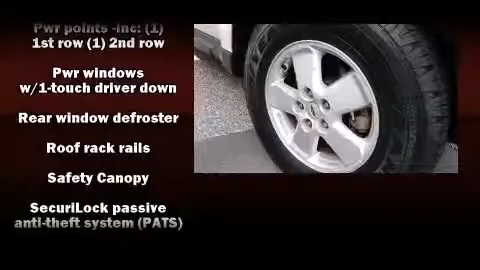 Pwr points -inc: (1)
1st row (1) 2nd row
Pwr windows
w/1-touch driver down
Rear window defroster
Roof rack rails
Safety Canopy
SecuriLock passive
anti-theft system (PATS)